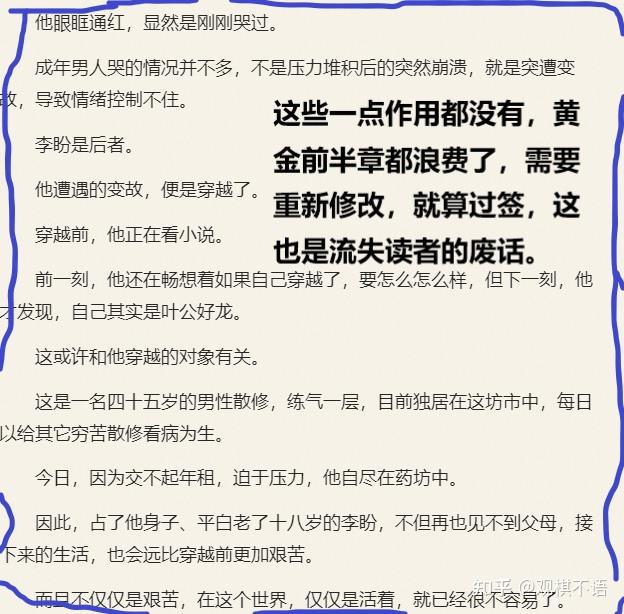 他眼眶通红，显然是刚刚哭过。
成年男人哭的情况并不多，不是压力堆积后的突然崩溃，就是突遭变
故，导致情绪控制不住。
李盼是后者。
他遭遇的变故，便是穿越了。
穿越前，他正在看小说。
这些一点作用都没有，黄
金前半章都浪费了，需要
重新修改，就算过签，这
也是流失读者的废话。
前一刻，他还在畅想着如果自己穿越了，要怎么怎么样，但下一刻，他
才发现，自己其实是叶公好龙。
这或许和他穿越的对象有关。
这是一名四十五岁的男性散修，练气一层，目前独居在这坊市中，每日
以给其它穷苦散修看病为生。
今日，因为交不起年租，迫于压力，他自尽在药坊中。
因此，占了他身子、平白老了十八岁的李盼，不但再也见不到父母，接
下来的生活，也会远比穿越前更加艰苦。
而且不仅仅是艰苦，在这个世界，仅仅是活着，就已经很不容易了。
知乎 @观棋不语